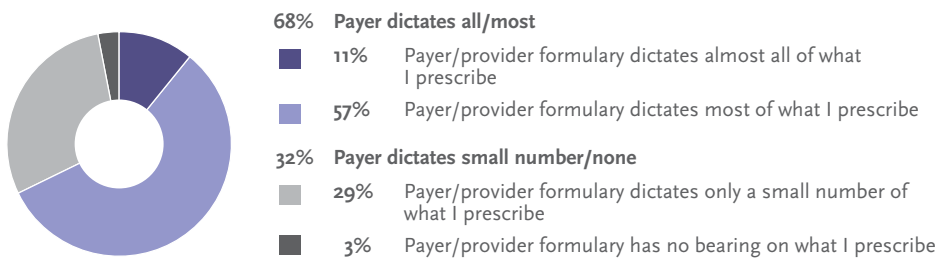 68% Payer dictates all/most
11% Payer/provider formulary dictates almost all of what
I prescribe
57% Payer/provider formulary dictates most of what I prescribe
32% Payer dictates small number/none
29% Payer/provider formulary dictates only a small number of
what I prescribe
3% Payer/provider formulary has no bearing on what I prescribe